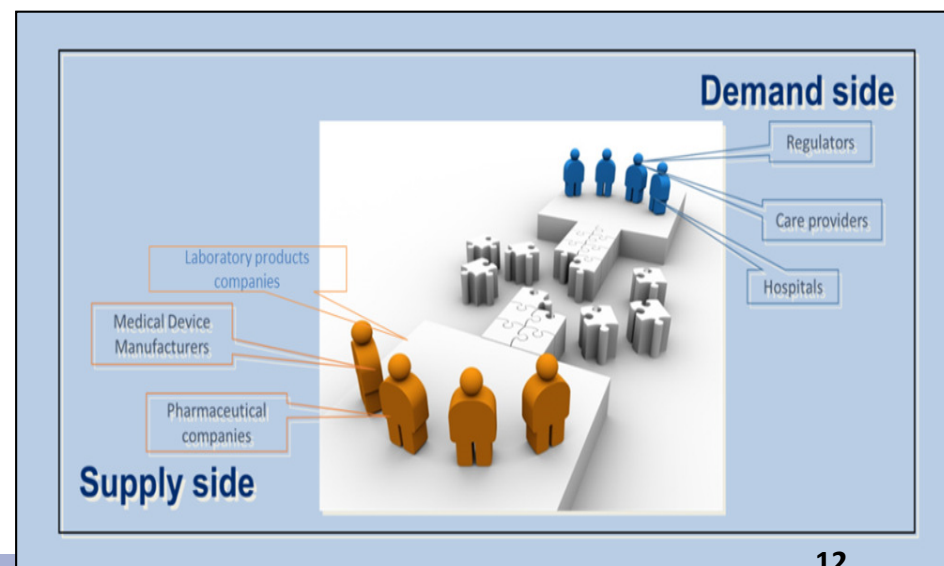 Demand side
Regulators
Care providers
Hospitals
Laboratory products
companies
Medical Device
Manufacturers
Pharmaceutical
companies
Supply side
12